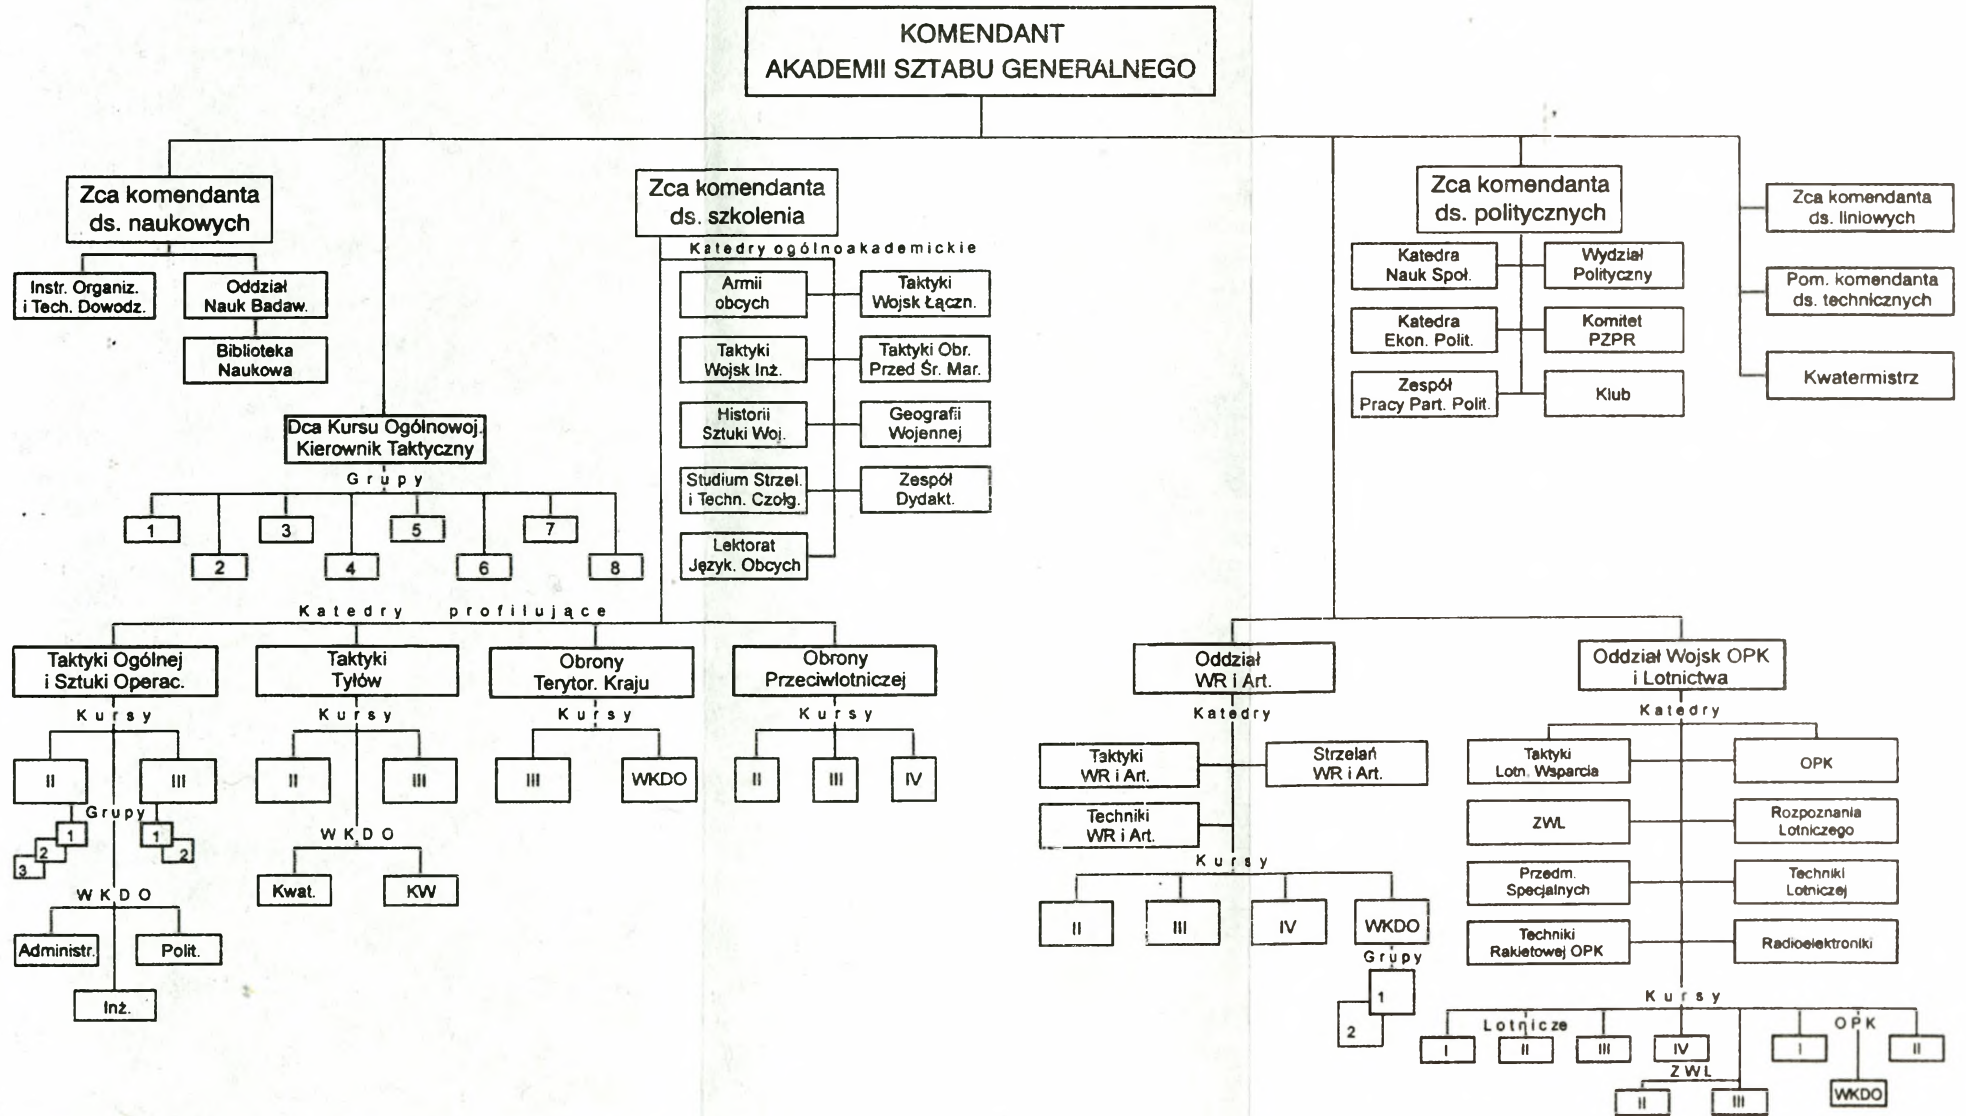 KOMENDANT
AKADEMII SZTABU GENERALNEGO
Zca komendanta
ds. naukowych
Instr. Organiz.
i Tech. Dowodz.
Oddział
Nauk Badaw.
Biblioteka
Naukowa
Dca Kursu Ogólnowoj.
Kierownik Taktyczny
Grupy
1
2
3
4
5
6
7
8
Zca komendanta
ds. szkolenia
Katedry ogólnoakademickie
Armii
obcych
Taktyki
Wojsk Łączn.
Taktyki
Wojsk Inż.
Taktyki Obr.
Przed Śr. Mar.
Historii
Sztuki Woj.
Geografii
Wojennej
Studium Strzel.
i Techn. Czołg.
Zespół
Dydakt.
Lektorat
Język. Obcych
Katedry profilujące
Taktyki Ogólnej
i Sztuki Operac.
Kursy
II
III
Grupy
1
2
3
1
2
WKDO
Administr.
Polit.
Inż.
Taktyki
Tyłów
Kursy
II
III
WKDO
Kwat.
KW
Obrony
Terytor. Kraju
Kursy
III
WKDO
Obrony
Przeciwlotniczej
Kursy
II
III
IV
Zca komendanta
ds. politycznych
Katedra
Nauk Społ.
Wydział
Polityczny
Katedra
Ekon. Polit.
Komitet
PZPR
Zespół
Pracy Part. Polit.
Klub
Zca komendanta
ds. liniowych
Pom. komendanta
ds. technicznych
Kwatermistrz
Oddział
WR i Art.
Katedry
Taktyki
WR i Art.
Strzelań
WR i Art.
Techniki
WR i Art.
Kursy
II
III
IV
WKDO
Grupy
1
2
Oddział Wojsk OPK
i Lotnictwa
Katedry
Taktyki
Lotn. Wsparcia
OPK
ZWL
Rozpoznania
Lotniczego
Przedm.
Specjalnych
Techniki
Lotniczej
Techniki
Rakietowej OPK
Radioelektroniki
Kursy
Lotnicze
I
II
III
IV
ZWL
II
III
OPK
I
II
WKDO